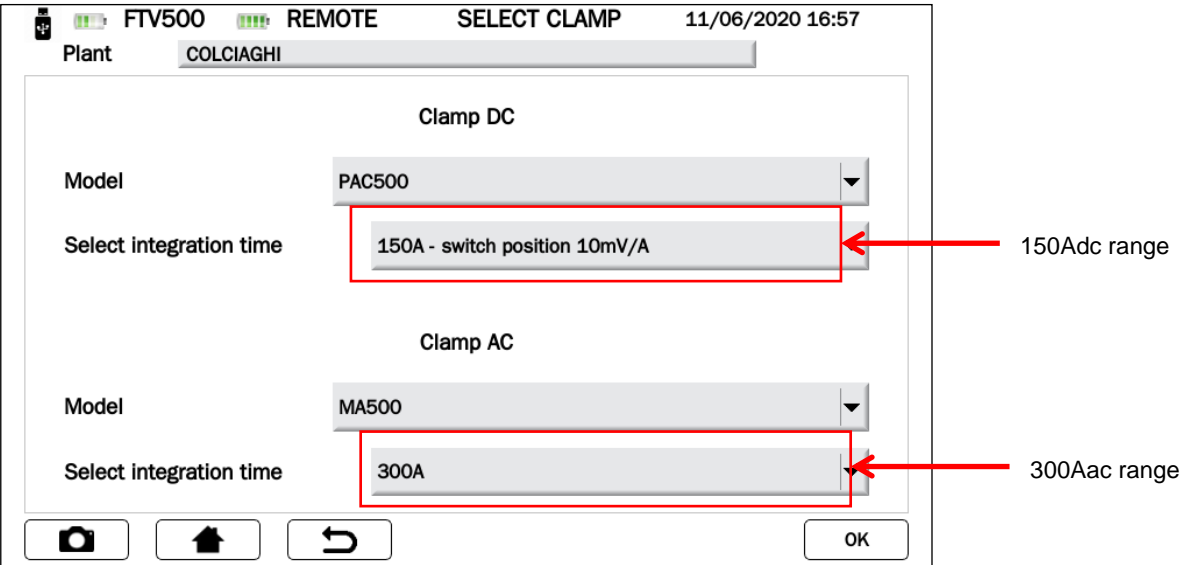 FTV500 REMOTE SELECT CLAMP 11/06/2020 16:57
Plant COLCIAGHI
Clamp DC
Model PAC500
Select integration time 150A - switch position 10mV/A 150Adc range
Clamp AC
Model MA500
Select integration time 300A 300Aac range
OK